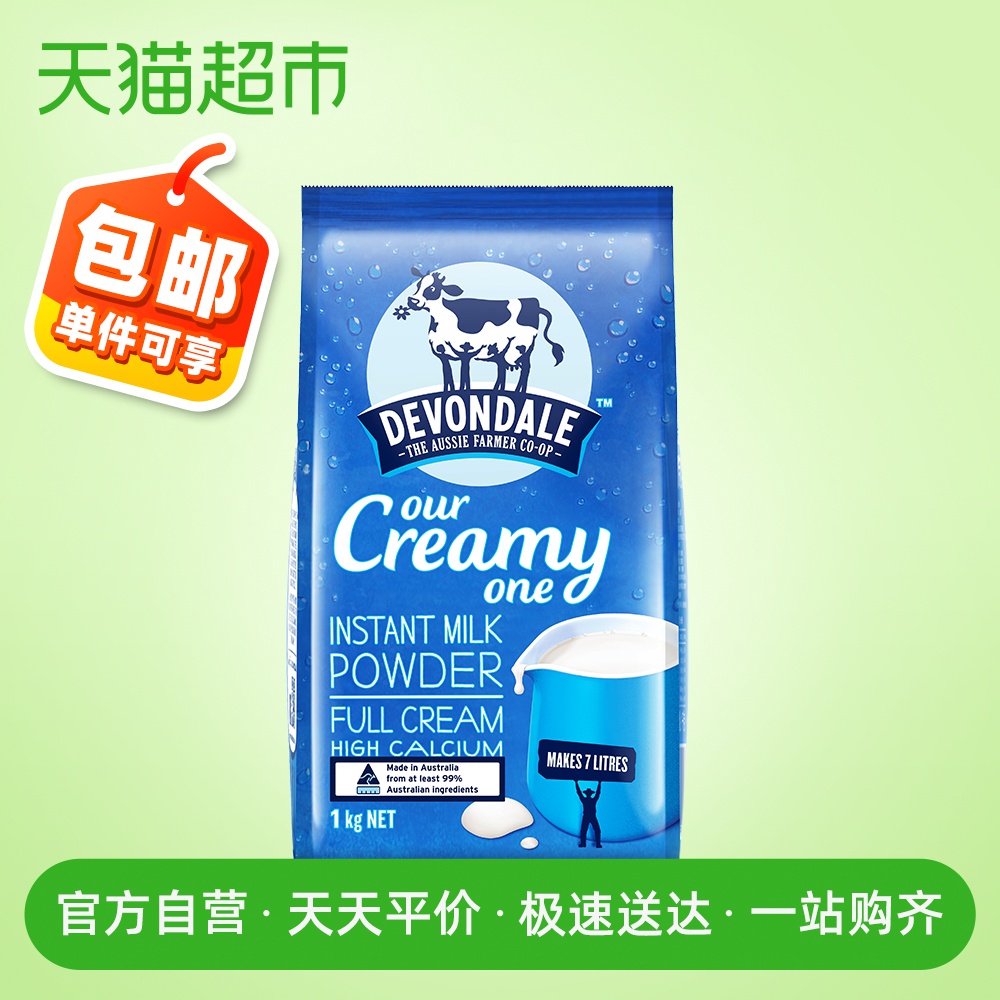 天猫超市
包邮
单件可享
DEVONDALE
TM
-THE AUSSIE FARMER CO-OP-
our
Creamy
one
INSTANT MILK
POWDER
FULL CREAM
HIGH CALCIUM
Made in Australia
from at least 99%
Australian ingredients
1 kg NET
MAKES 7 LITRES
官方自营·天天平价·极速送达·一站购齐